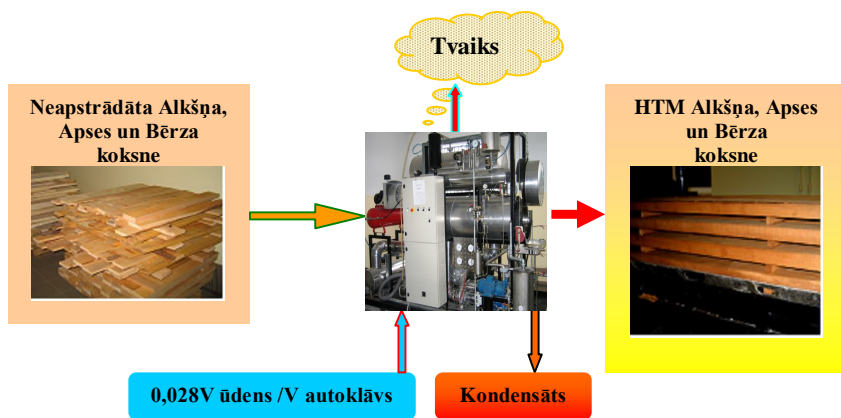 Tvaiks
Neapstrādāta Alkšņa,
Apses un Bērza
koksne
HTM Alkšņa, Apses
un Bērza
koksne
0,028V ūdens /V autoklāvs
Kondensāts